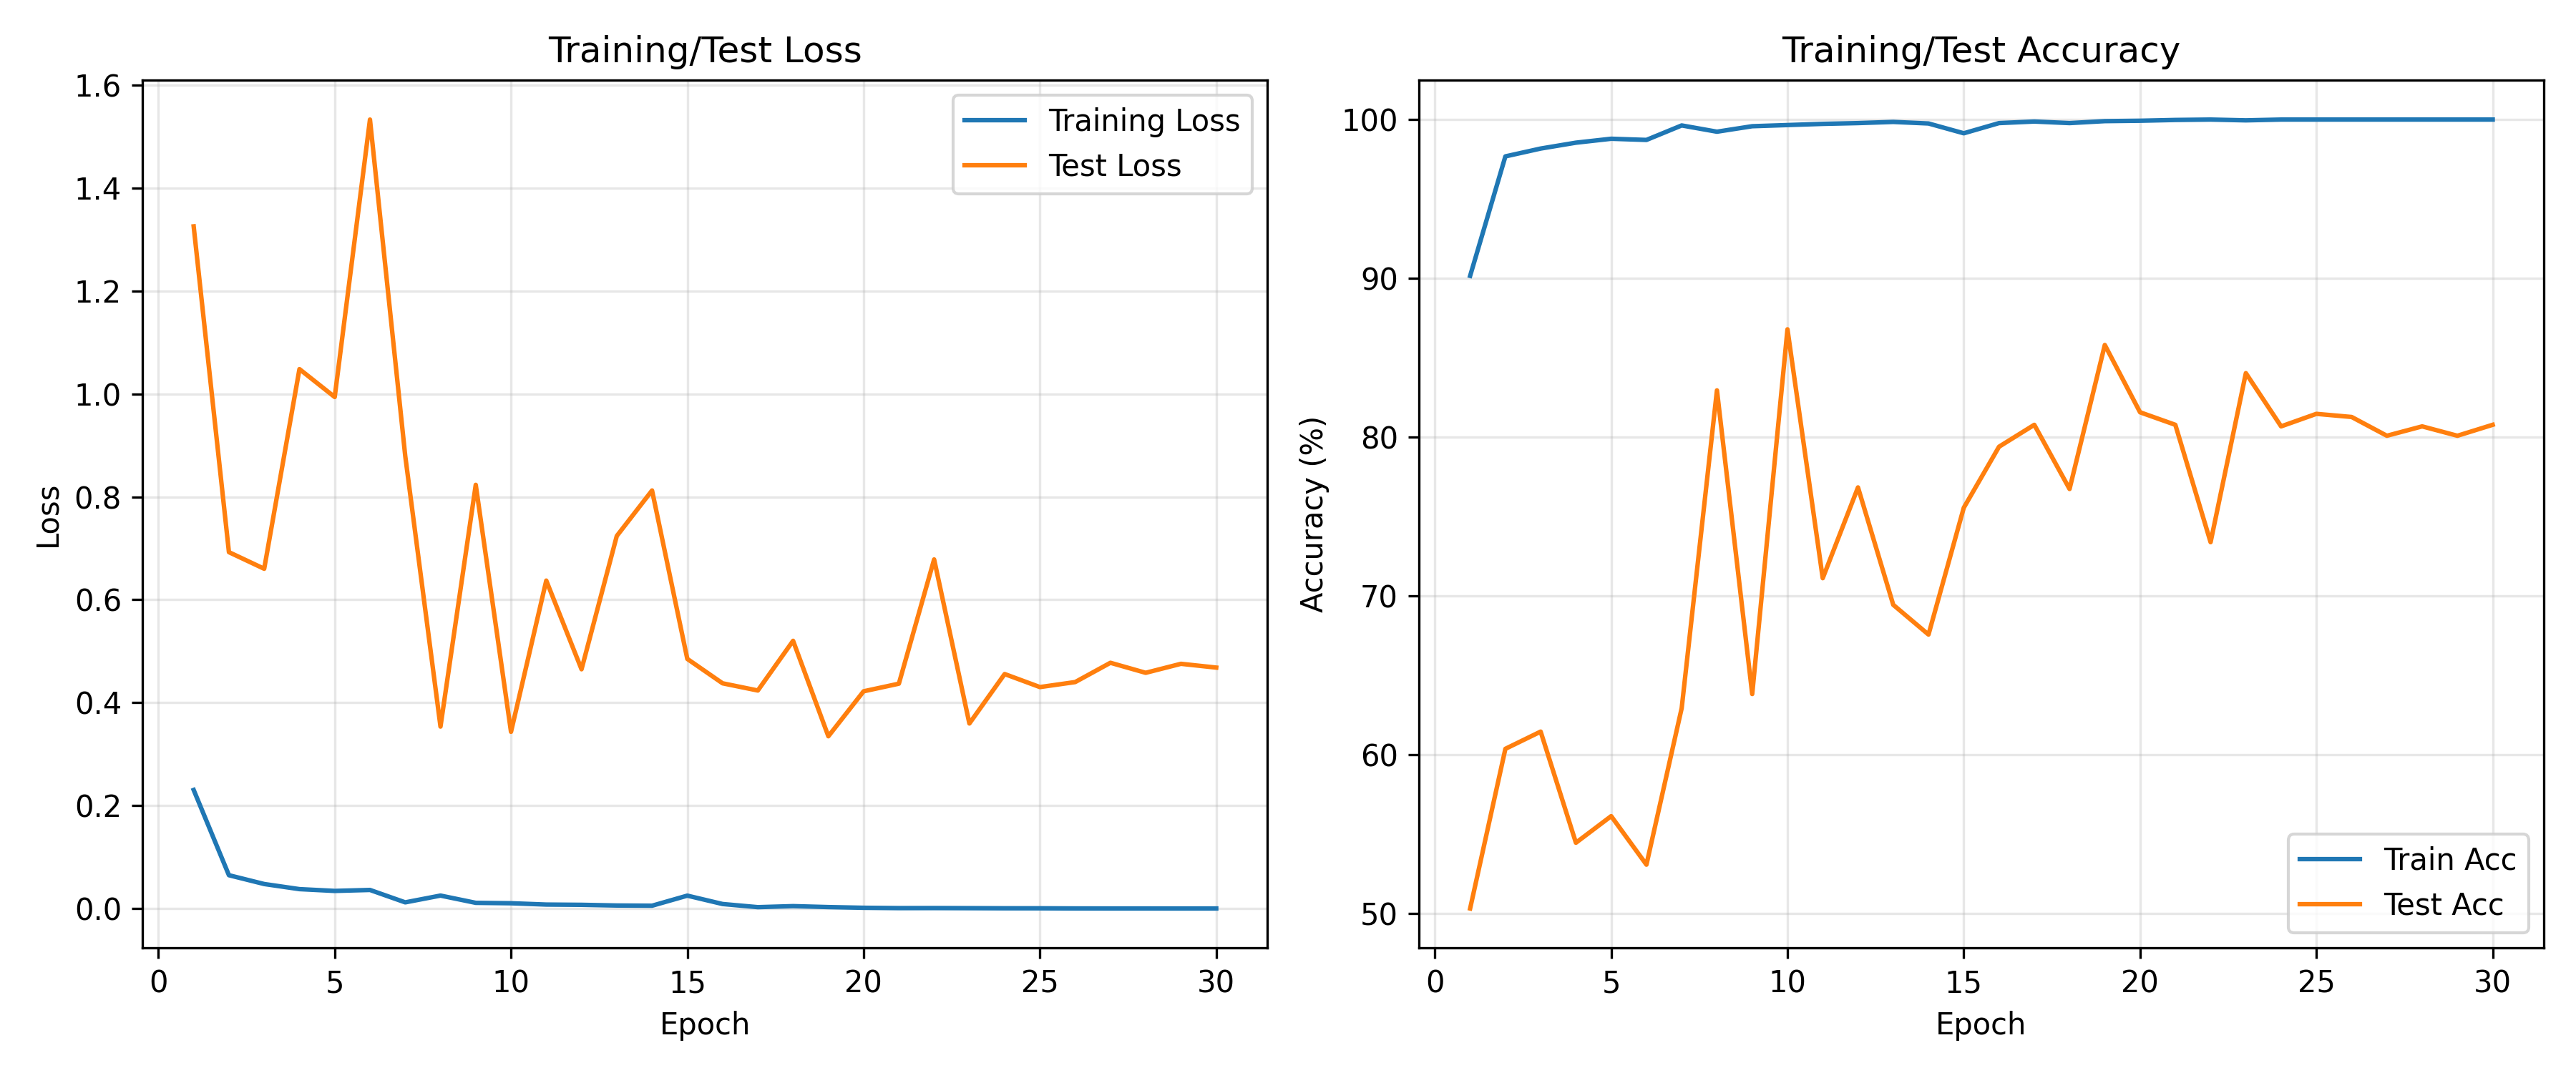 Training/Test Loss
Training Loss
Test Loss
1.6
1.4
1.2
1.0
0.8
0.6
0.4
0.2
0.0
Loss
0 5 10 15 20 25 30
Epoch
Training/Test Accuracy
100
90
80
70
60
50
Accuracy (%)
Train Acc
Test Acc
0 5 10 15 20 25 30
Epoch